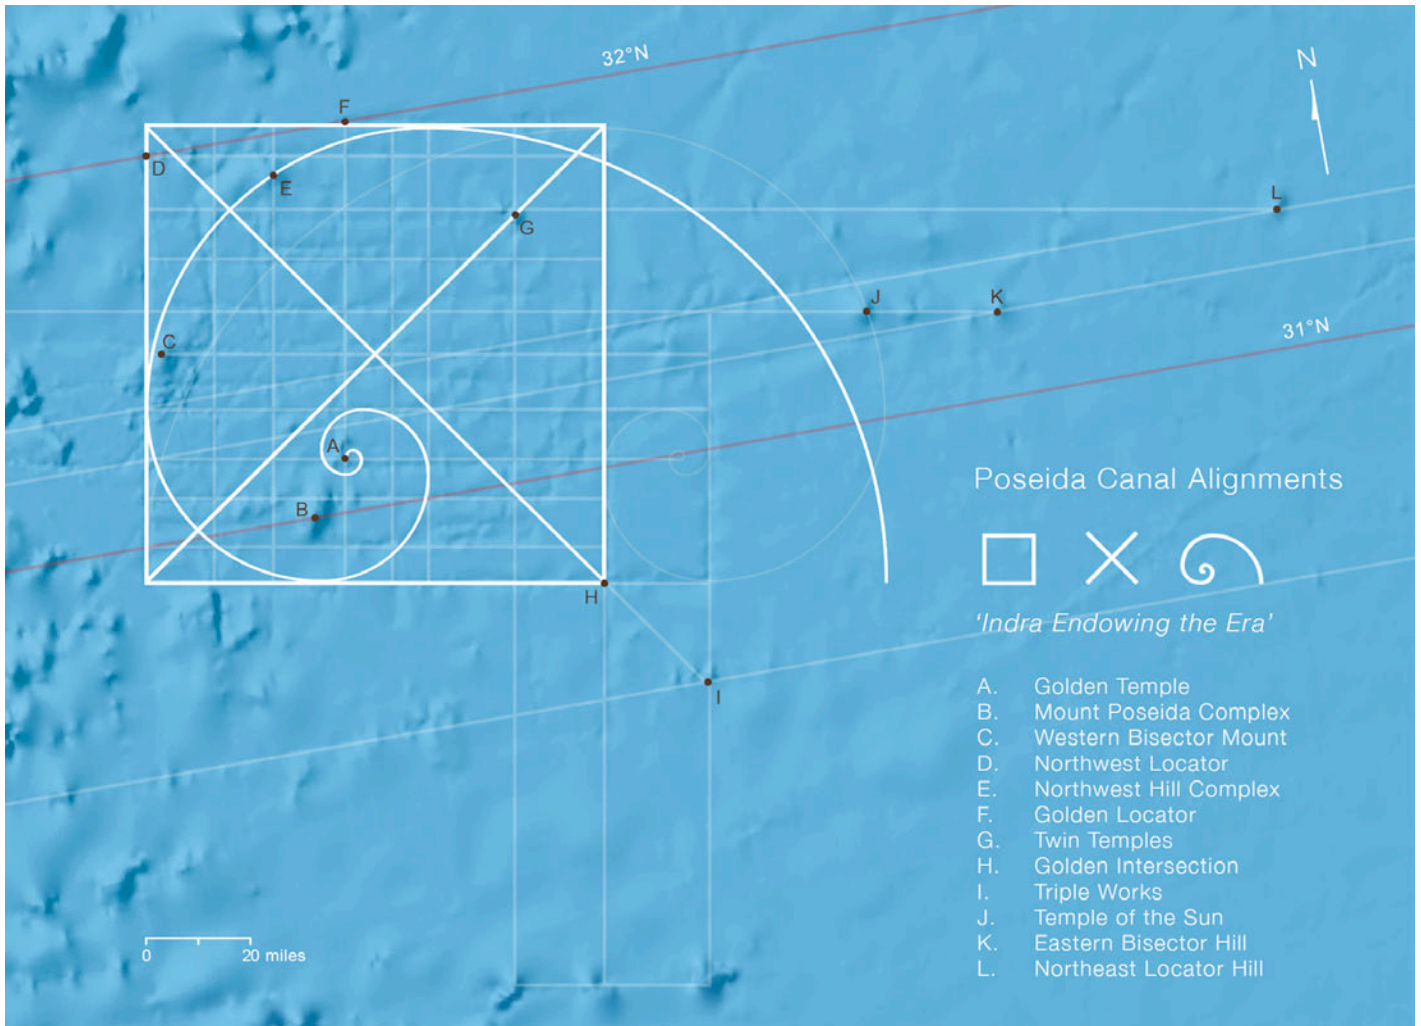 32°N
N
F
D
E
L
G
J
K
31°N
C
A
B
H
I
Poseida Canal Alignments
'Indra Endowing the Era'
A. Golden Temple
B. Mount Poseida Complex
C. Western Bisector Mount
D. Northwest Locator
E. Northwest Hill Complex
F. Golden Locator
G. Twin Temples
H. Golden Intersection
I. Triple Works
J. Temple of the Sun
K. Eastern Bisector Hill
L. Northeast Locator Hill
0 20 miles